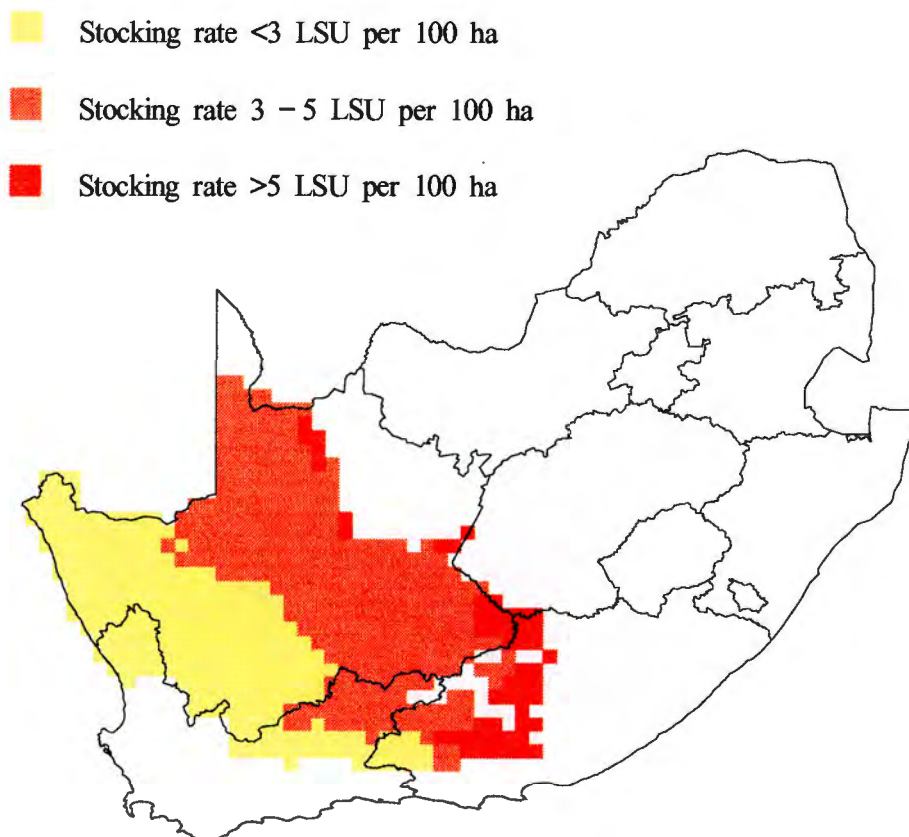 Stocking rate <3 LSU per 100 ha
Stocking rate 3 – 5 LSU per 100 ha
Stocking rate >5 LSU per 100 ha